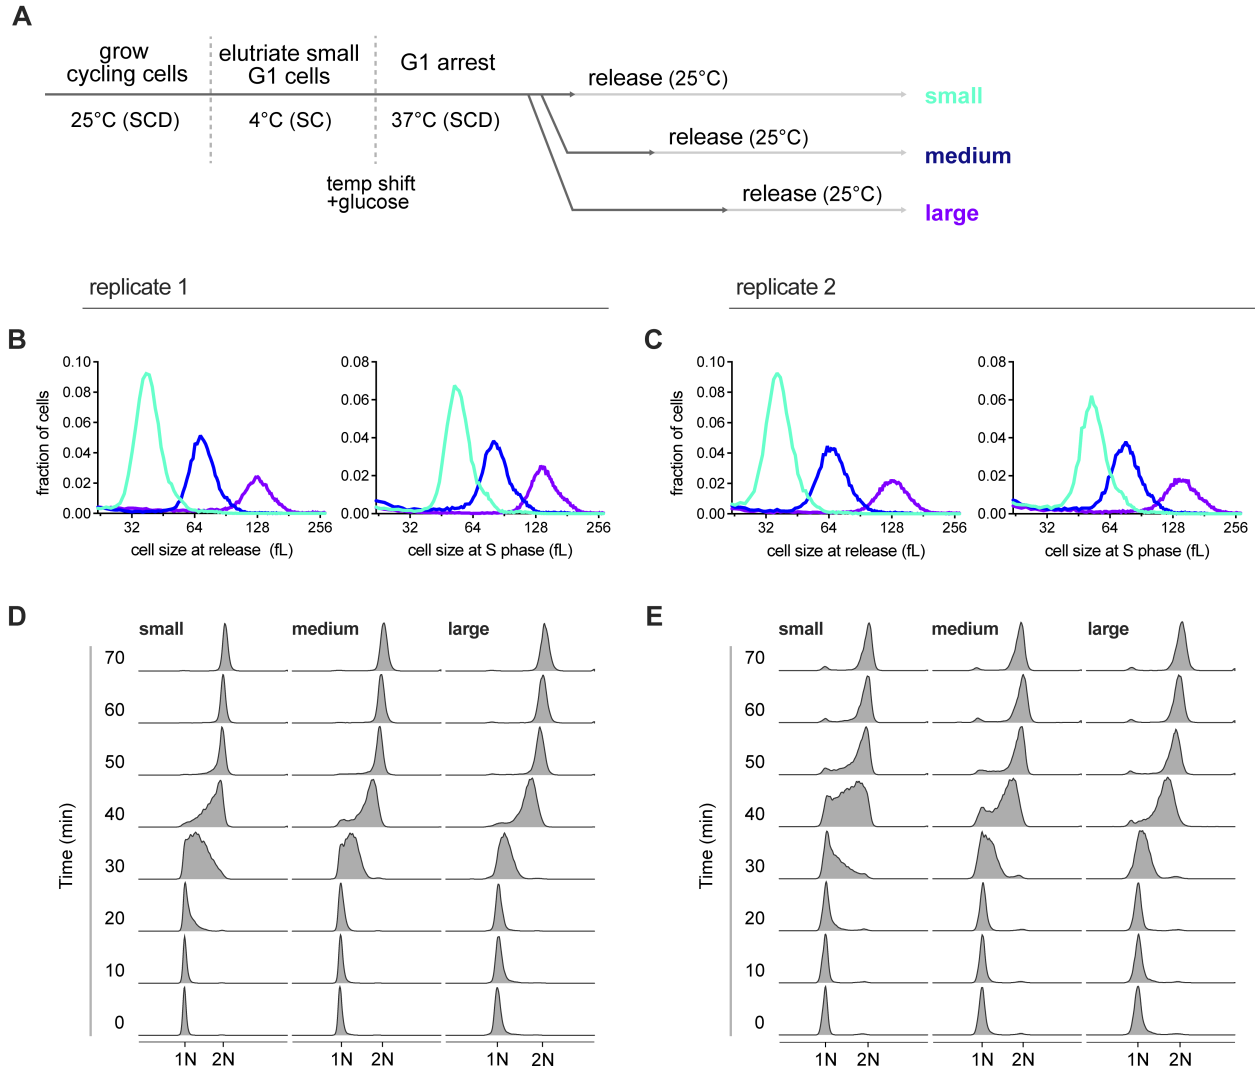 A
grow
cycling cells
elutriate small
G1 cells
G1 arrest
release (25°C)
small
25°C (SCD)
4°C (SC)
37°C (SCD)
release (25°C)
medium
temp shift
+glucose
release (25°C)
large
replicate 1
replicate 2
B
fraction of cells
0.10
0.08
0.06
0.04
0.02
0.00
32
64
128
256
cell size at release (fL)
0.08
0.06
0.04
0.02
0.00
32
64
128
256
cell size at S phase (fL)
C
fraction of cells
0.10
0.08
0.06
0.04
0.02
0.00
32
64
128
256
cell size at release (fL)
0.08
0.06
0.04
0.02
0.00
32
64
128
256
cell size at S phase (fL)
D
small
medium
large
Time (min)
70
60
50
40
30
20
10
0
1N 2N
1N 2N
1N 2N
E
small
medium
large
Time (min)
70
60
50
40
30
20
10
0
1N 2N
1N 2N
1N 2N